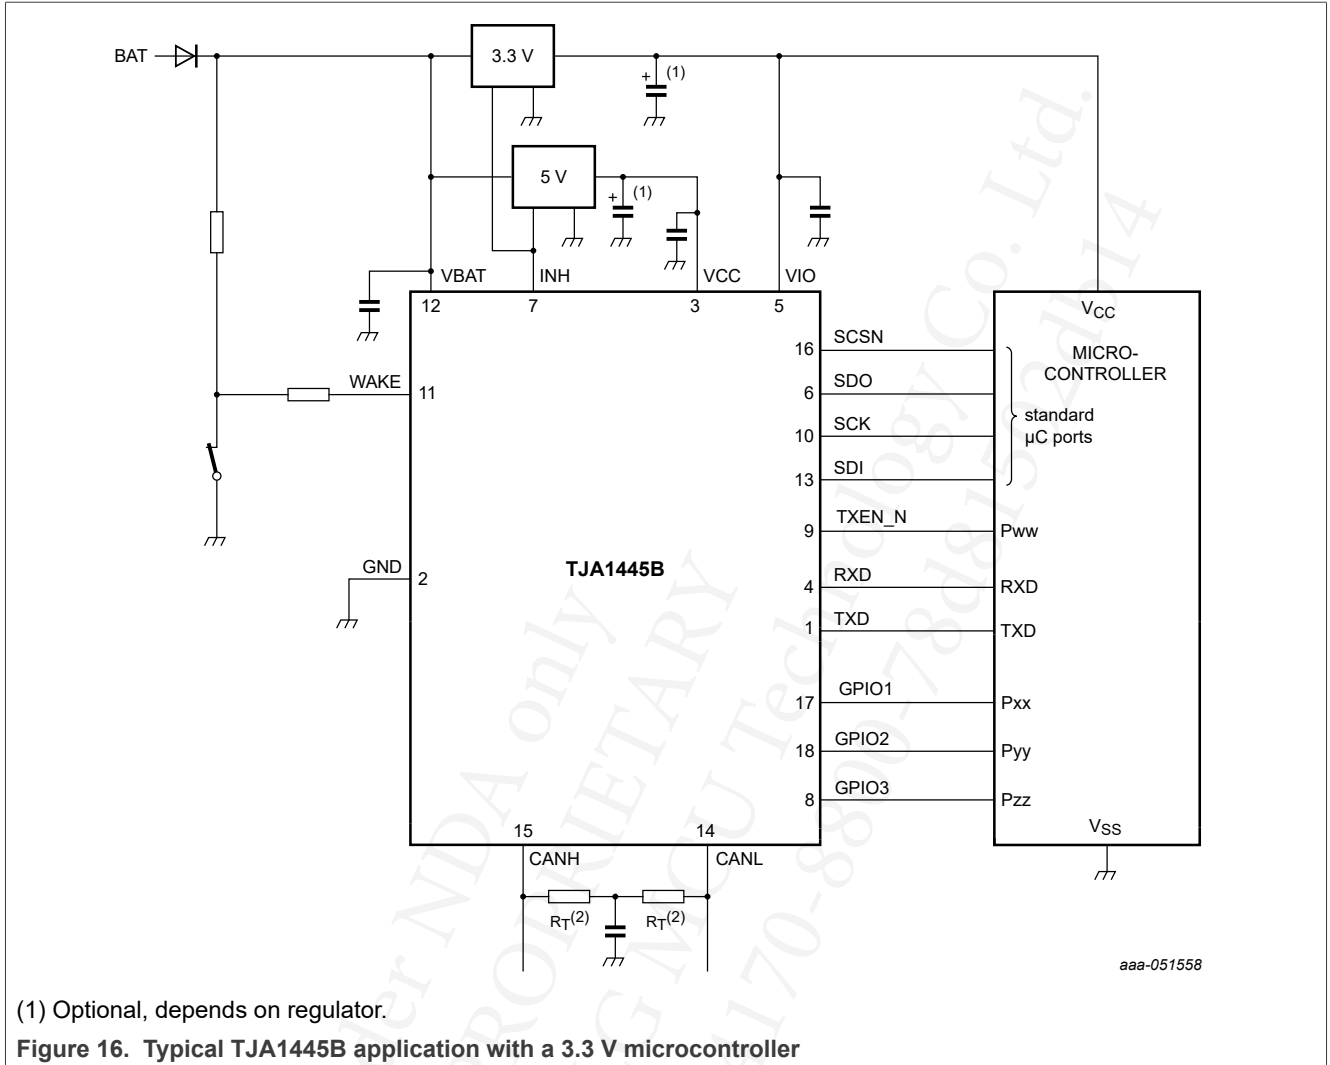 BAT
3.3 V
+ (1)
5 V
+ (1)
VBAT
INH
VCC
VIO
12
7
3
5
VCC
16
SCSN
MICRO-
CONTROLLER
WAKE
11
6
SDO
standard
µC ports
10
SCK
13
SDI
9
TXEN_N
Pww
GND
2
TJA1445B
4
RXD
RXD
1
TXD
TXD
17
GPIO1
Pxx
18
GPIO2
Pyy
8
GPIO3
Pzz
15
14
VSS
CANH
CANL
RT(2)
RT(2)
aaa-051558
(1) Optional, depends on regulator.
Figure 16. Typical TJA1445B application with a 3.3 V microcontroller